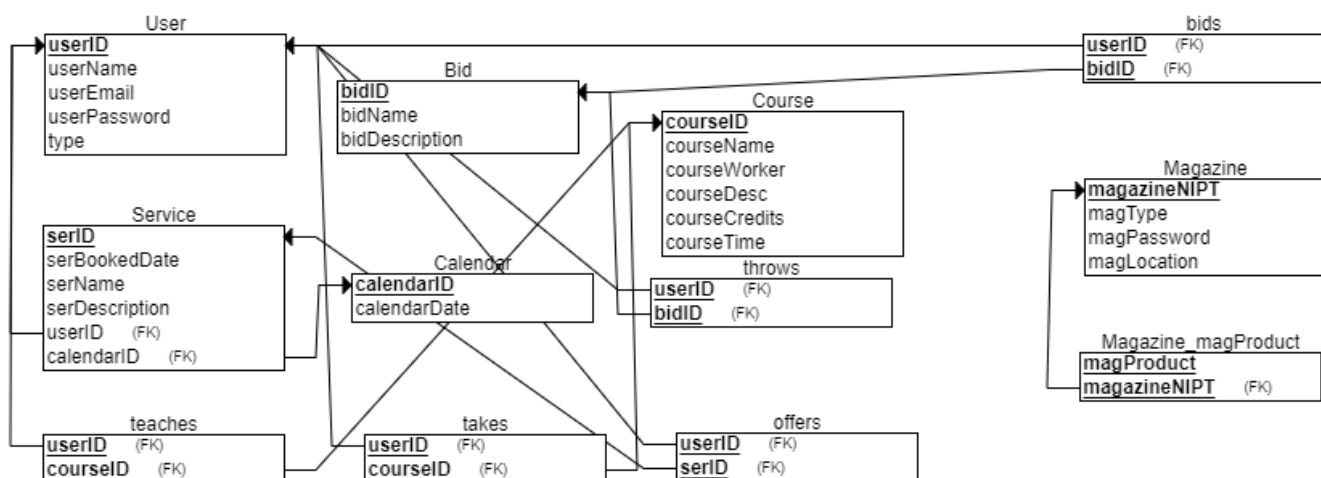 User
userID
userName
userEmail
userPassword
type
Bid
bidID
bidName
bidDescription
bids
userID (FK)
bidID (FK)
Course
courseID
courseName
courseWorker
courseDesc
courseCredits
courseTime
Magazine
magazineNIPT
magType
magPassword
magLocation
Service
serID
serBookedDate
serName
serDescription
userID (FK)
calendarID (FK)
Calendar
calendarID
calendarDate
throws
userID (FK)
bidID (FK)
Magazine_magProduct
magProduct
magazineNIPT (FK)
teaches
userID (FK)
courseID (FK)
takes
userID (FK)
courseID (FK)
offers
userID (FK)
serID (FK)